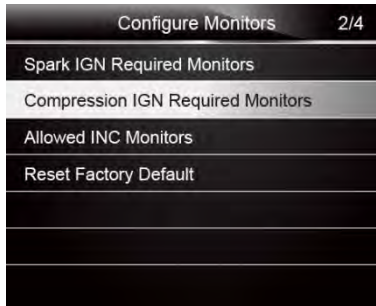 Configure Monitors 2/4
Spark IGN Required Monitors
Compression IGN Required Monitors
Allowed INC Monitors
Reset Factory Default